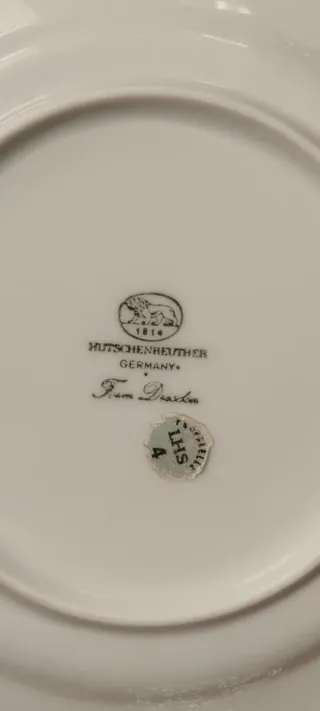 1814
HUTSCHENREUTHER
GERMANY
Form Dresden
LHS
4